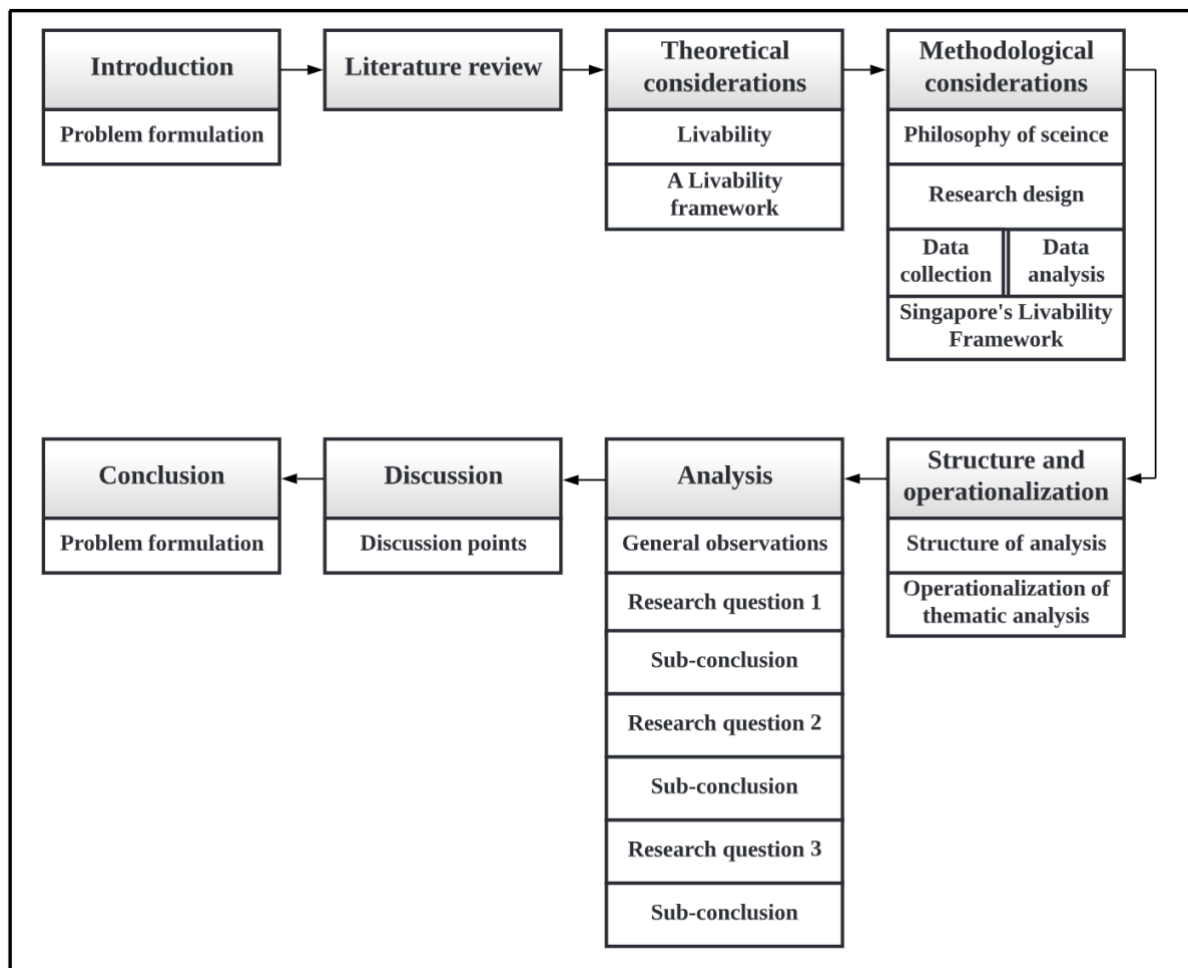 Introduction
Problem formulation
Literature review
Theoretical
considerations
Livability
A Livability
framework
Methodological
considerations
Philosophy of sceince
Research design
Data
collection
Data
analysis
Singapore's Livability
Framework
Structure and
operationalization
Structure of analysis
Operationalization of
thematic analysis
Analysis
General observations
Research question 1
Sub-conclusion
Research question 2
Sub-conclusion
Research question 3
Sub-conclusion
Discussion
Discussion points
Conclusion
Problem formulation